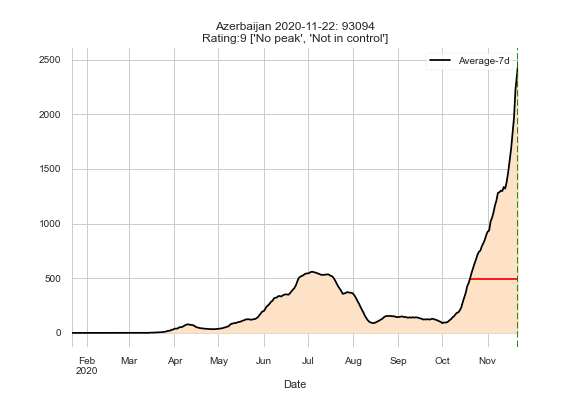 Azerbaijan 2020-11-22: 93094
Rating:9 ['No peak', 'Not in control']
Average-7d
2500
2000
1500
1000
500
0
Feb Mar Apr May Jun Jul Aug Sep Oct Nov
2020
Date